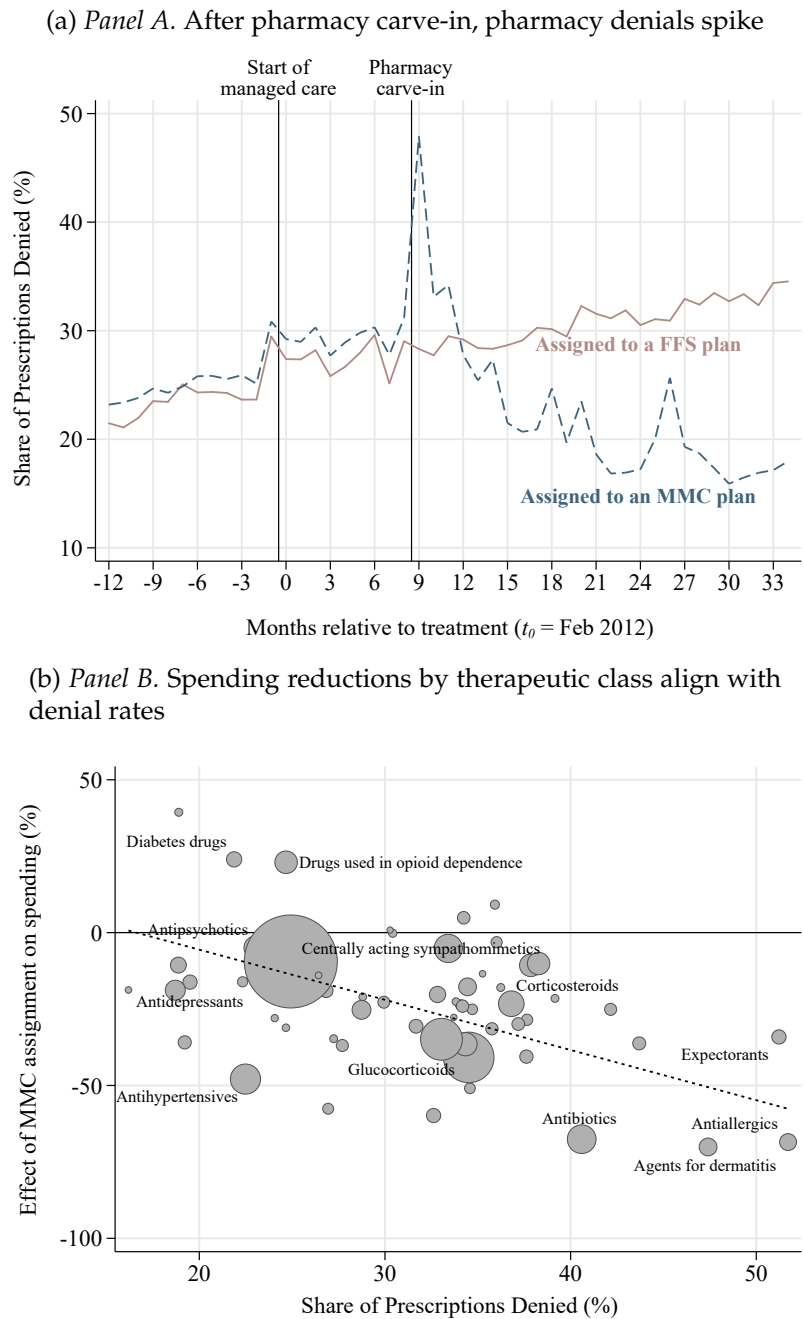 (a) Panel A. After pharmacy carve-in, pharmacy denials spike
Start of
managed care
Pharmacy
carve-in
Share of Prescriptions Denied (%)
50
40
30
20
10
Assigned to a FFS plan
Assigned to an MMC plan
-12 -9 -6 -3 0 3 6 9 12 15 18 21 24 27 30 33
Months relative to treatment (t0 = Feb 2012)
(b) Panel B. Spending reductions by therapeutic class align with
denial rates
Effect of MMC assignment on spending (%)
50
0
-50
-100
Diabetes drugs
Drugs used in opioid dependence
Antipsychotics
Centrally acting sympathomimetics
Antidepressants
Corticosteroids
Glucocorticoids
Expectorants
Antihypertensives
Antibiotics
Antiallergics
Agents for dermatitis
20 30 40 50
Share of Prescriptions Denied (%)